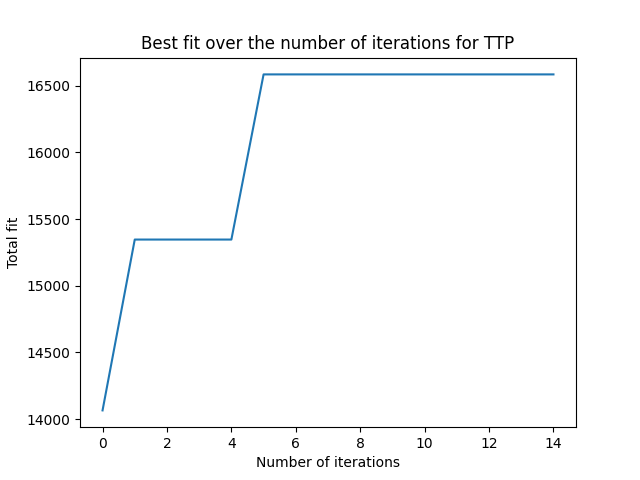 Best fit over the number of iterations for TTP
16500
16000
15500
15000
14500
14000
Total fit
0 2 4 6 8 10 12 14
Number of iterations